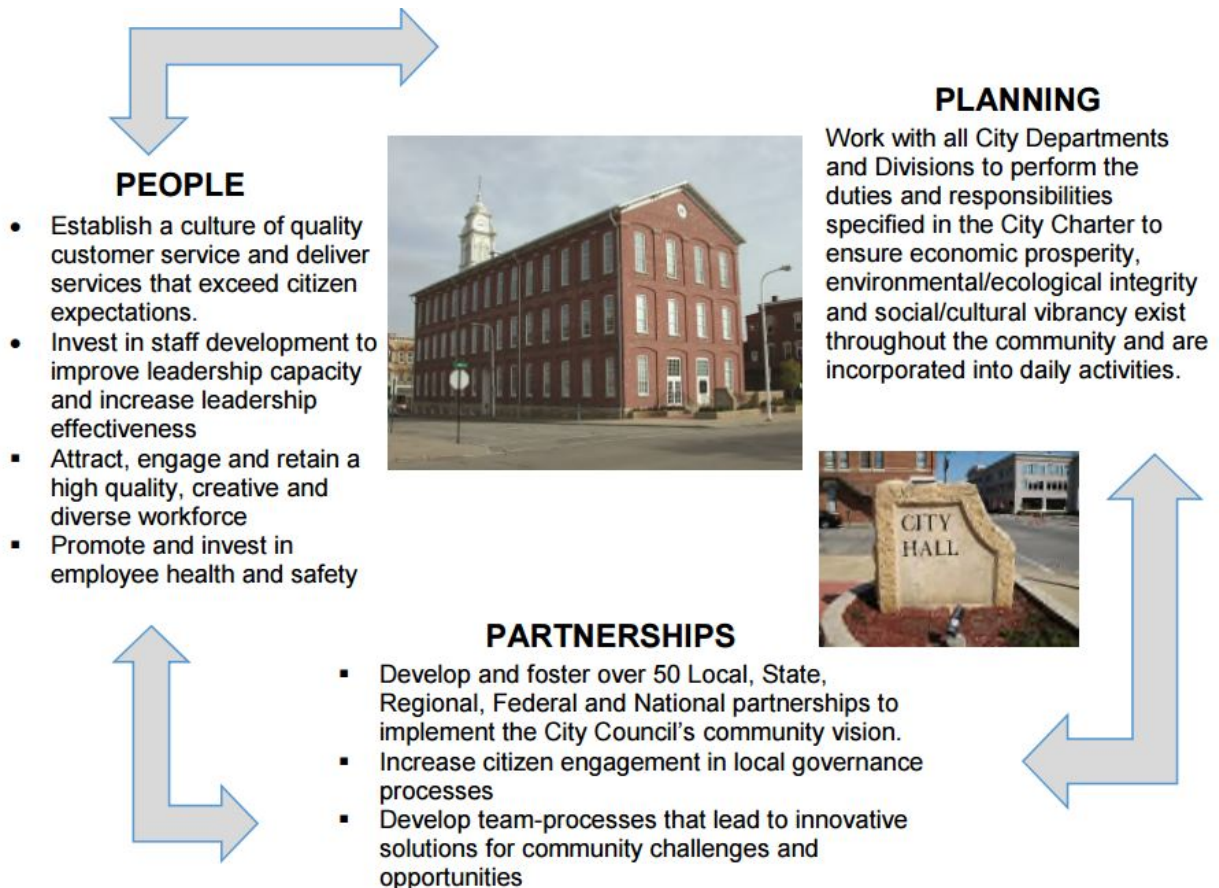 PEOPLE
• Establish a culture of quality
customer service and deliver
services that exceed citizen
expectations.
• Invest in staff development to
improve leadership capacity
and increase leadership
effectiveness
▪ Attract, engage and retain a
high quality, creative and
diverse workforce
▪ Promote and invest in
employee health and safety
PLANNING
Work with all City Departments
and Divisions to perform the
duties and responsibilities
specified in the City Charter to
ensure economic prosperity,
environmental/ecological integrity
and social/cultural vibrancy exist
throughout the community and are
incorporated into daily activities.
CITY
HALL
PARTNERSHIPS
▪ Develop and foster over 50 Local, State,
Regional, Federal and National partnerships to
implement the City Council’s community vision.
▪ Increase citizen engagement in local governance
processes
▪ Develop team-processes that lead to innovative
solutions for community challenges and
opportunities